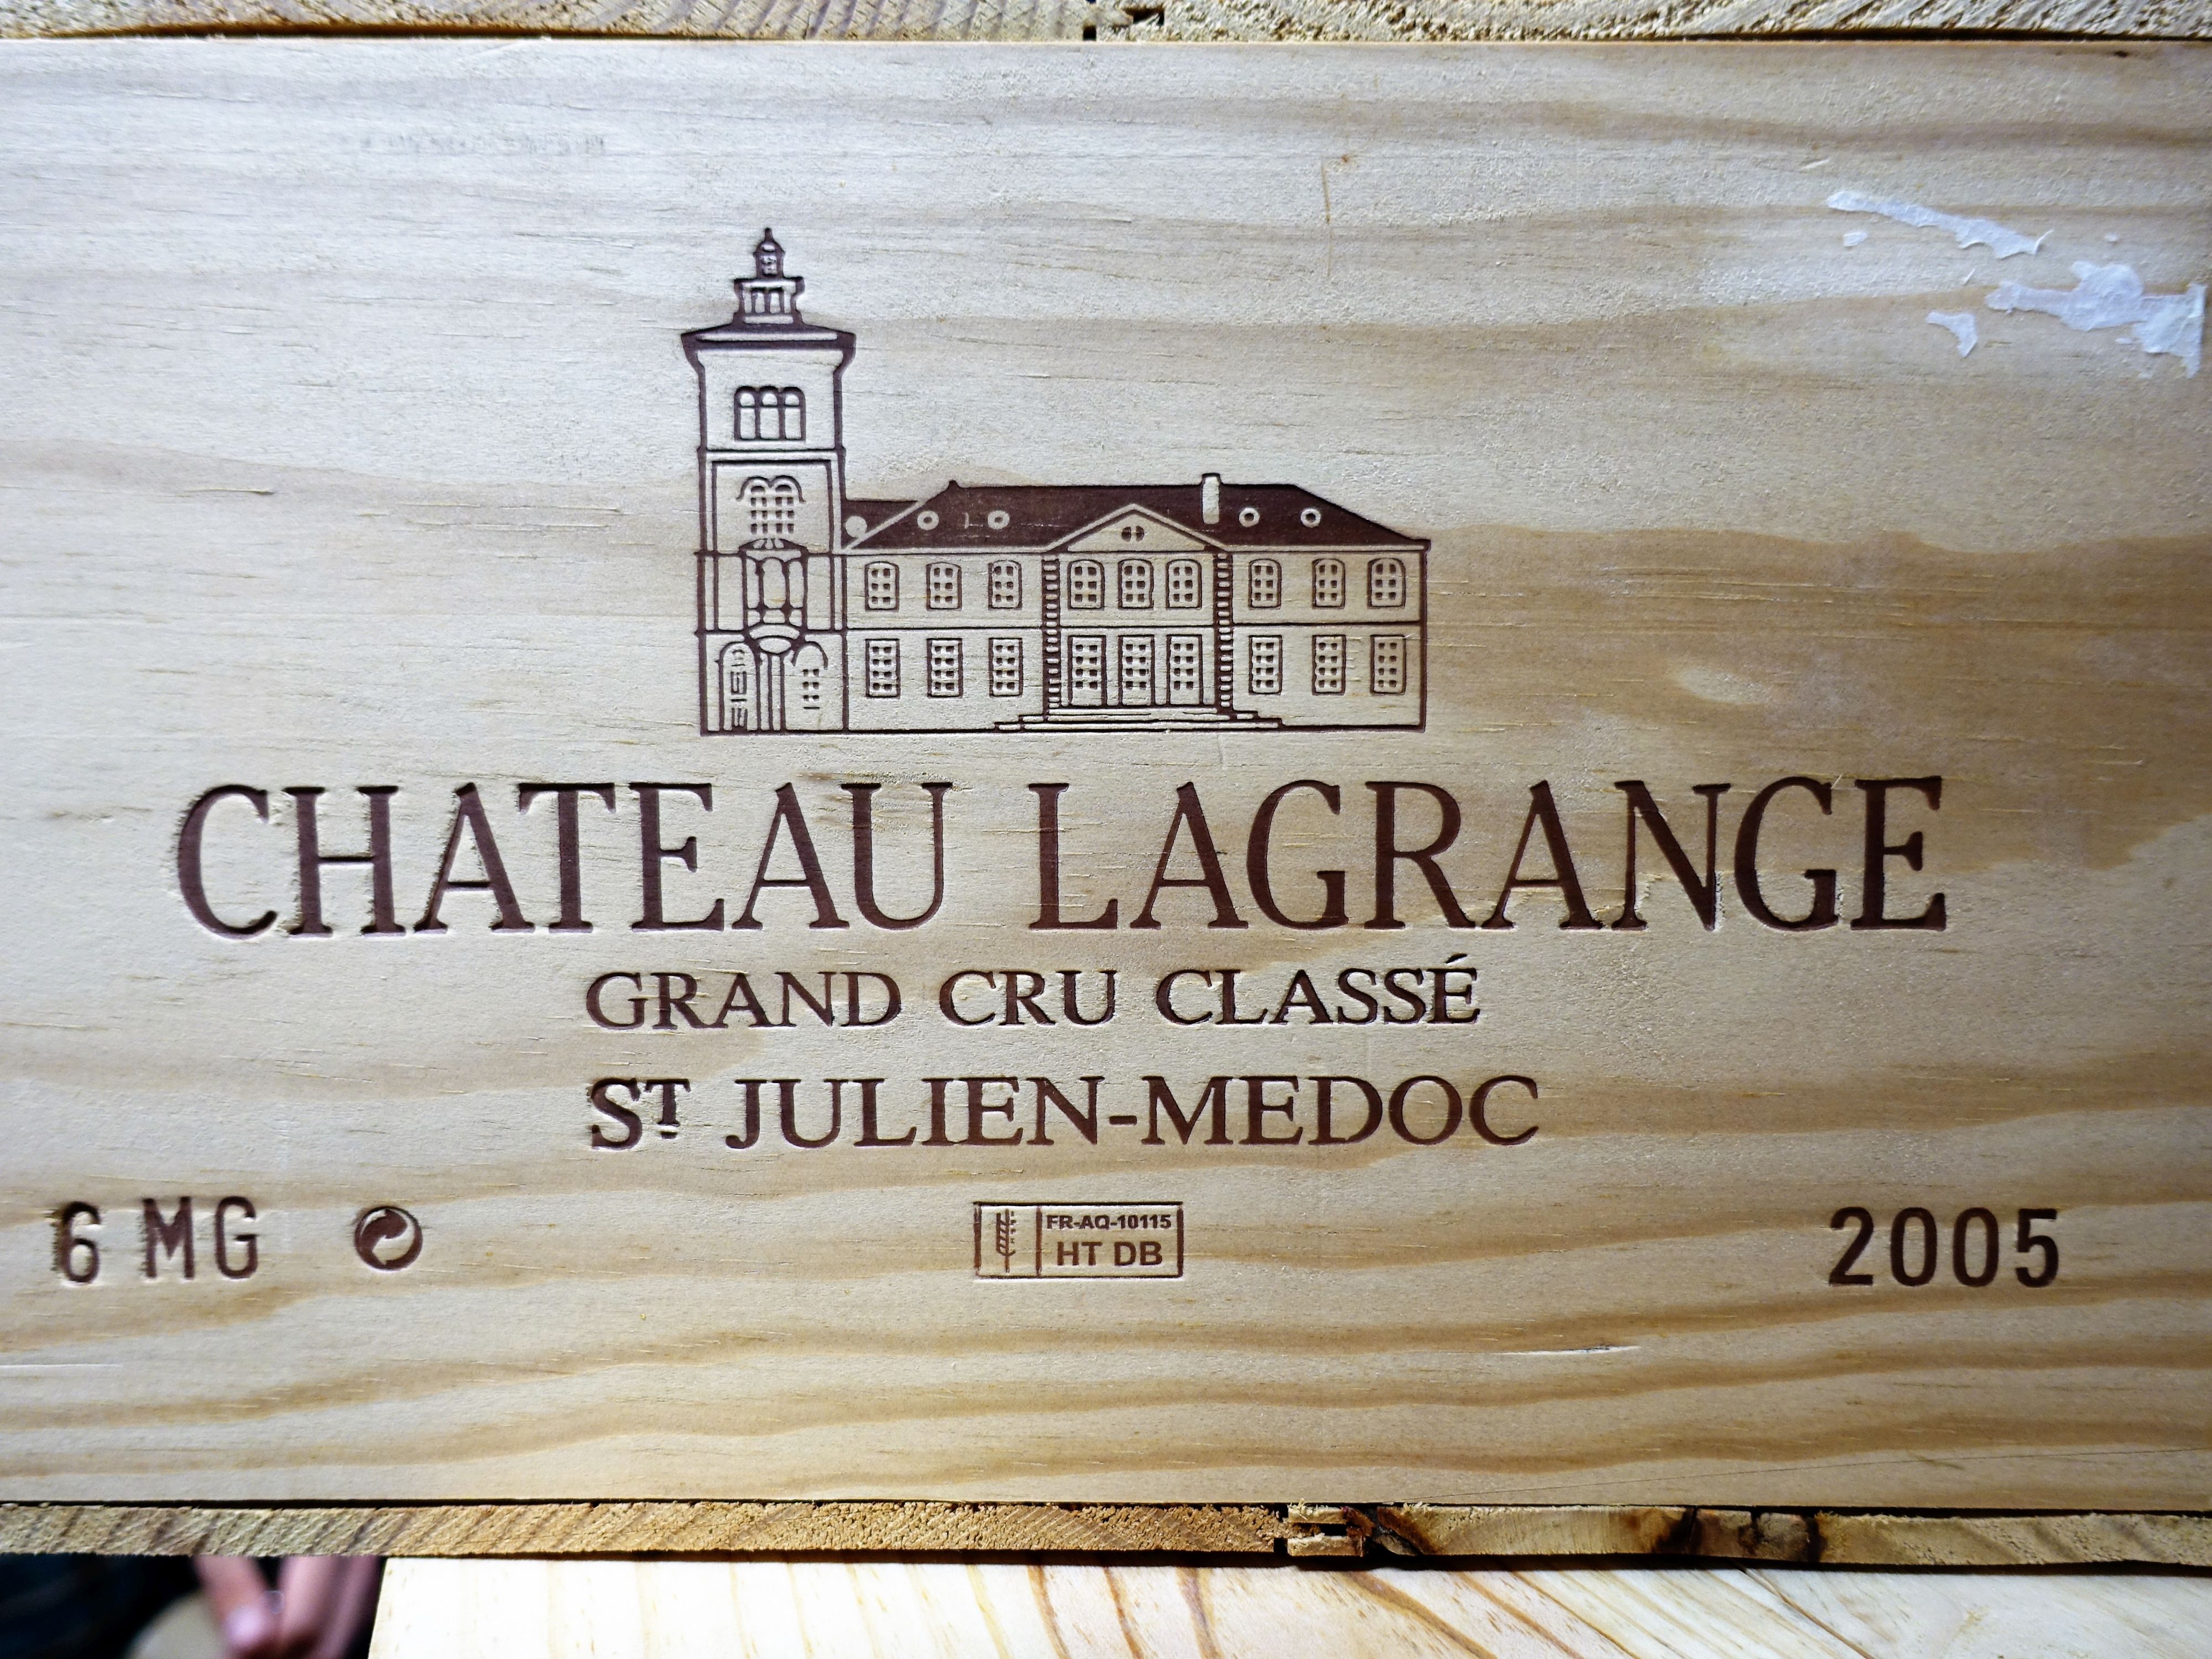 CHATEAU LAGRANGE
GRAND CRU CLASSÉ
ST JULIEN-MEDOC
6 MG
FR-AQ-10115
HT DB
2005